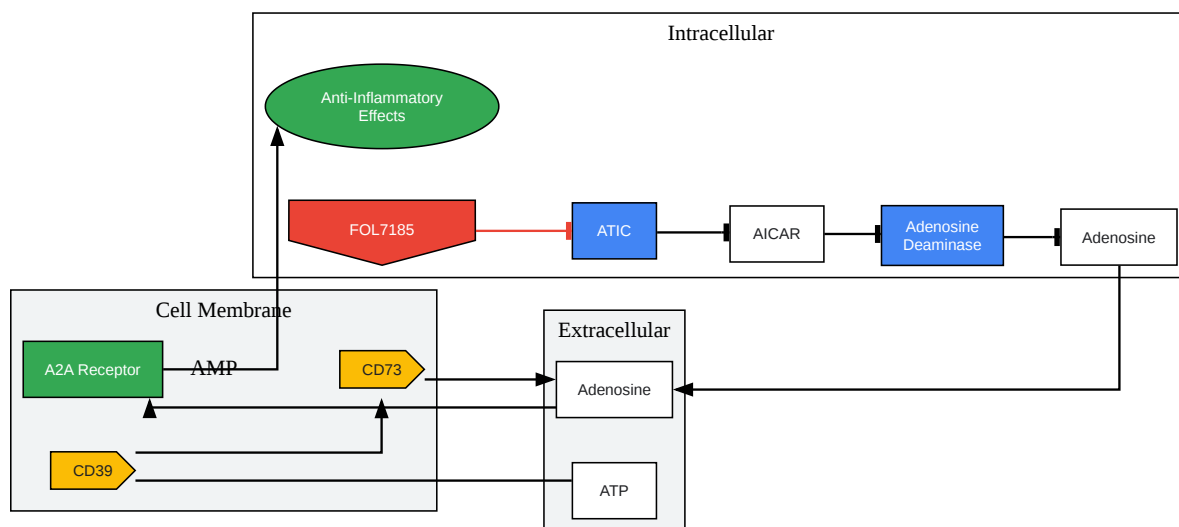 Intracellular
Anti-Inflammatory
Effects
FOL7185
ATIC
AICAR
Adenosine
Deaminase
Adenosine
Cell Membrane
Extracellular
A2A Receptor
AMP
CD73
Adenosine
CD39
ATP